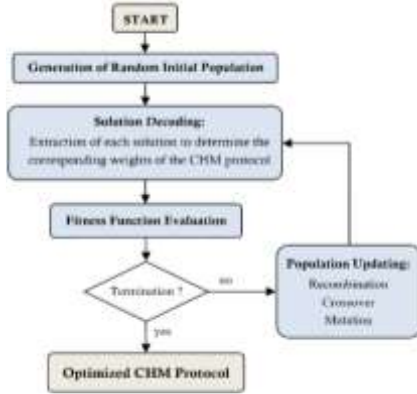 START
Generation of Random Initial Population
Solution Decoding:
Extraction of each solution to determine the
corresponding weights of the CHM protocol
Fitness Function Evaluation
Termination ?
no
yes
Population Updating:
Recombination
Crossover
Mutation
Optimized CHM Protocol